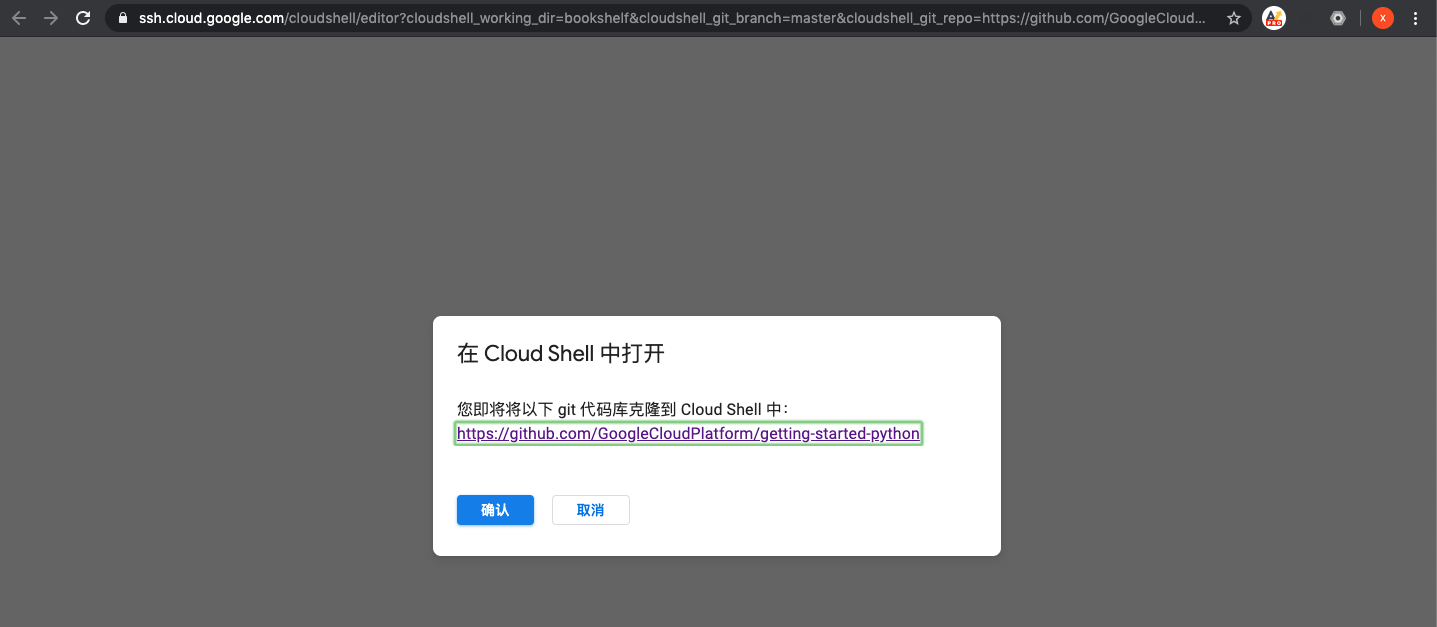 ssh.cloud.google.com/cloudshell/editor?cloudshell_working_dir=bookshelf&cloudshell_git_branch=master&cloudshell_git_repo=https://github.com/GoogleCloud...
PRO
X
在 Cloud Shell 中打开
您即将将以下 git 代码库克隆到 Cloud Shell 中：
https://github.com/GoogleCloudPlatform/getting-started-python
确认 取消